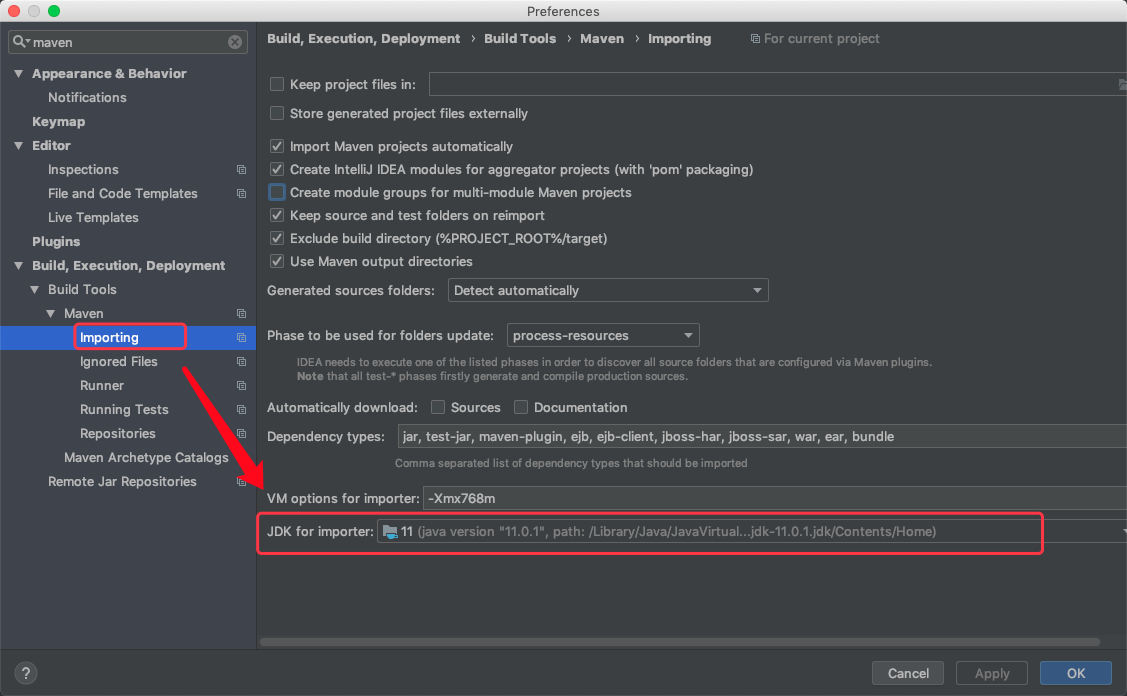 Preferences
maven
Appearance & Behavior
Notifications
Keymap
Editor
Inspections
File and Code Templates
Live Templates
Plugins
Build, Execution, Deployment
Build Tools
Maven
Importing
Ignored Files
Runner
Running Tests
Repositories
Maven Archetype Catalogs
Remote Jar Repositories
Build, Execution, Deployment › Build Tools › Maven › Importing For current project
Keep project files in:
Store generated project files externally
Import Maven projects automatically
Create IntelliJ IDEA modules for aggregator projects (with 'pom' packaging)
Create module groups for multi-module Maven projects
Keep source and test folders on reimport
Exclude build directory (%PROJECT_ROOT%/target)
Use Maven output directories
Generated sources folders: Detect automatically
Phase to be used for folders update: process-resources
IDEA needs to execute one of the listed phases in order to discover all source folders that are configured via Maven plugins.
Note that all test-* phases firstly generate and compile production sources.
Automatically download: Sources Documentation
Dependency types: jar, test-jar, maven-plugin, ejb, ejb-client, jboss-har, jboss-sar, war, ear, bundle
Comma separated list of dependency types that should be imported
VM options for importer: -Xmx768m
JDK for importer: 11 (java version "11.0.1", path: /Library/Java/JavaVirtual...jdk-11.0.1.jdk/Contents/Home)
? Cancel Apply OK